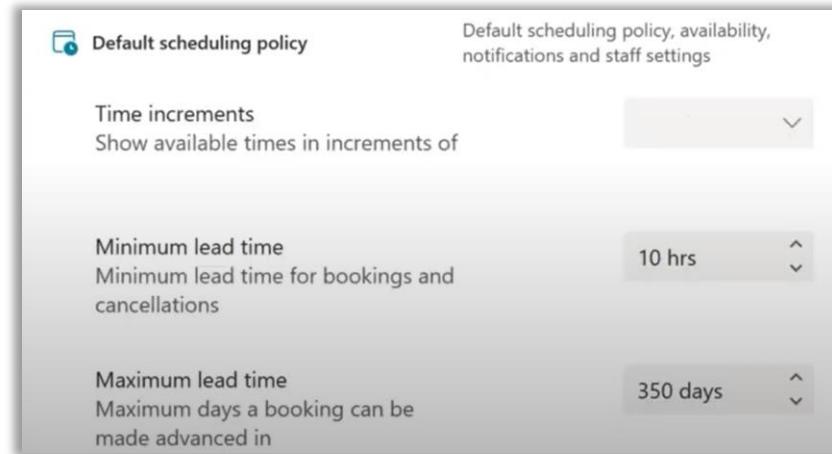 Default scheduling policy
Default scheduling policy, availability,
notifications and staff settings
Time increments
Show available times in increments of
Minimum lead time
Minimum lead time for bookings and
cancellations
10 hrs
Maximum lead time
Maximum days a booking can be
made advanced in
350 days